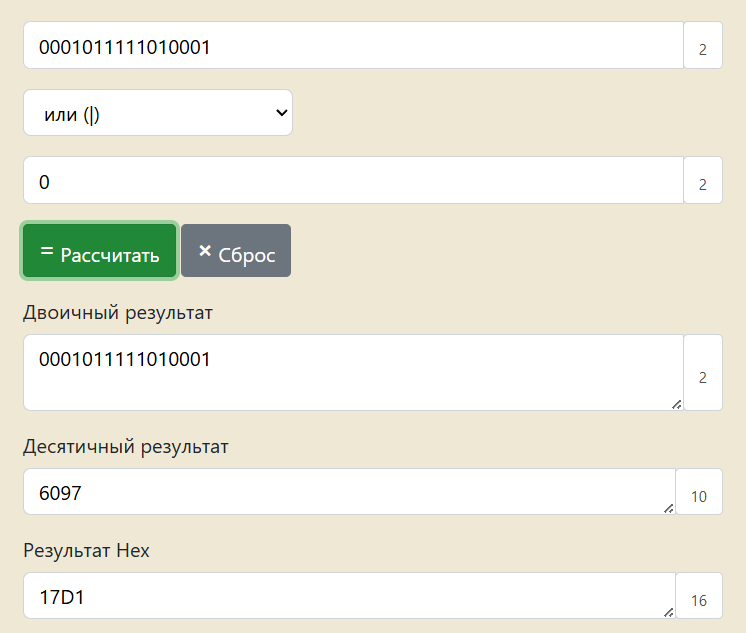 0001011111010001 2
или (|)
0 2
= Рассчитать × Сброс
Двоичный результат
0001011111010001 2
Десятичный результат
6097 10
Результат Hex
17D1 16